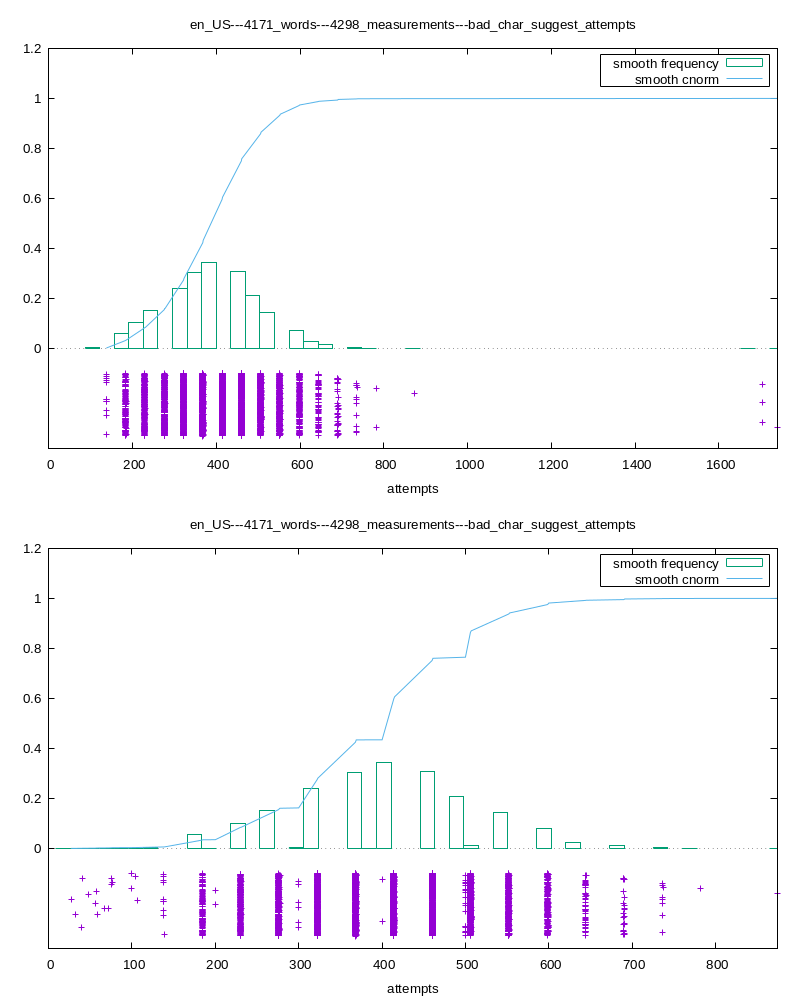 en_US---4171_words---4298_measurements---bad_char_suggest_attempts
1.2
smooth frequency
smooth cnorm
1
0.8
0.6
0.4
0.2
0
0 200 400 600 800 1000 1200 1400 1600
attempts
en_US---4171_words---4298_measurements---bad_char_suggest_attempts
1.2
smooth frequency
smooth cnorm
1
0.8
0.6
0.4
0.2
0
0 100 200 300 400 500 600 700 800
attempts